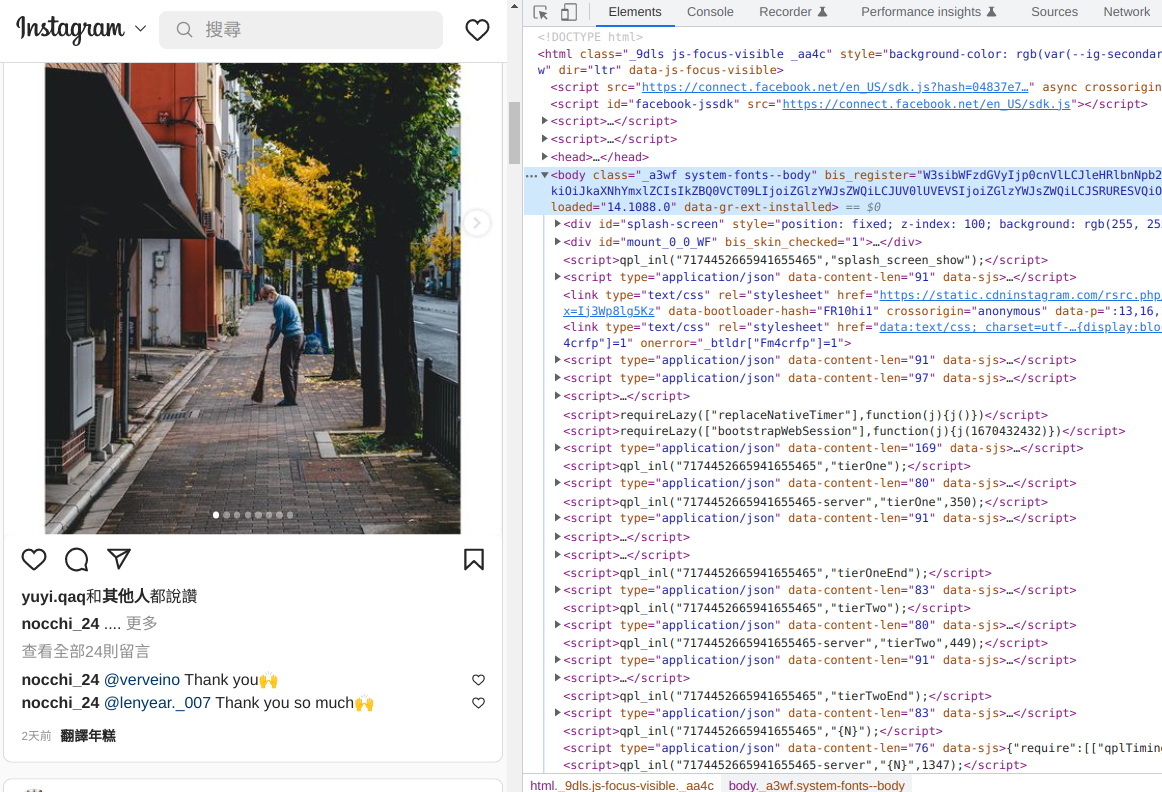 Instagram
搜尋
yuyi.qaq和其他人都說讚
nocchi_24 .... 更多
查看全部24則留言
nocchi_24 @verveino Thank you🙌
nocchi_24 @lenyear._007 Thank you so much🙌
2天前 翻譯年糕
Elements Console Recorder Performance insights Sources Network
<!DOCTYPE html>
<html class="_9dls js-focus-visible _aa4c" style="background-color: rgb(var(--ig-secondar
w" dir="ltr" data-js-focus-visible>
<script src="https://connect.facebook.net/en_US/sdk.js?hash=04837e7…" async crossorigin
<script id="facebook-jssdk" src="https://connect.facebook.net/en_US/sdk.js"></script>
<script>…</script>
<script>…</script>
<head>…</head>
<body class="_a3wf system-fonts--body" bis_register="W3sibWFzdGVyIjp0cnVlLCJleHRlbnNpb2
kiOiJkaXNhYmxlZCIsIkZBQ0VCT09LIjoiZGlzYWJsZWQiLCJUV0lUVEVSIjoiZGlzYWJsZWQiLCJSRURESVQiO
loaded="14.1088.0" data-gr-ext-installed> == $0
<div id="splash-screen" style="position: fixed; z-index: 100; background: rgb(255, 25
<div id="mount_0_0_WF" bis_skin_checked="1">…</div>
<script>qpl_inl("7174452665941655465","splash_screen_show");</script>
<script type="application/json" data-content-len="91" data-sjs>…</script>
<link type="text/css" rel="stylesheet" href="https://static.cdninstagram.com/rsrc.php
x=Ij3Wp8lg5Kz" data-bootloader-hash="FR10hi1" crossorigin="anonymous" data-p=":13,16,
<link type="text/css" rel="stylesheet" href="data:text/css; charset=utf-…{display:blo
4crfp"]=1" onerror="_btldr["Fm4crfp"]=1">
<script type="application/json" data-content-len="91" data-sjs>…</script>
<script type="application/json" data-content-len="97" data-sjs>…</script>
<script>…</script>
<script>requireLazy(["replaceNativeTimer"],function(j){j()})</script>
<script>requireLazy(["bootstrapWebSession"],function(j){j(1670432432)})</script>
<script type="application/json" data-content-len="169" data-sjs>…</script>
<script>qpl_inl("7174452665941655465","tierOne");</script>
<script type="application/json" data-content-len="80" data-sjs>…</script>
<script>qpl_inl("7174452665941655465-server","tierOne",350);</script>
<script type="application/json" data-content-len="91" data-sjs>…</script>
<script>…</script>
<script>…</script>
<script>qpl_inl("7174452665941655465","tierOneEnd");</script>
<script type="application/json" data-content-len="83" data-sjs>…</script>
<script>qpl_inl("7174452665941655465","tierTwo");</script>
<script type="application/json" data-content-len="80" data-sjs>…</script>
<script>qpl_inl("7174452665941655465-server","tierTwo",449);</script>
<script type="application/json" data-content-len="91" data-sjs>…</script>
<script>…</script>
<script>qpl_inl("7174452665941655465","tierTwoEnd");</script>
<script type="application/json" data-content-len="83" data-sjs>…</script>
<script>qpl_inl("7174452665941655465","{N}");</script>
<script type="application/json" data-content-len="76" data-sjs>{"require":[["qplTimin
<script>qpl_inl("7174452665941655465-server","{N}",1347);</script>
html._9dls.js-focus-visible._aa4c body._a3wf.system-fonts--body